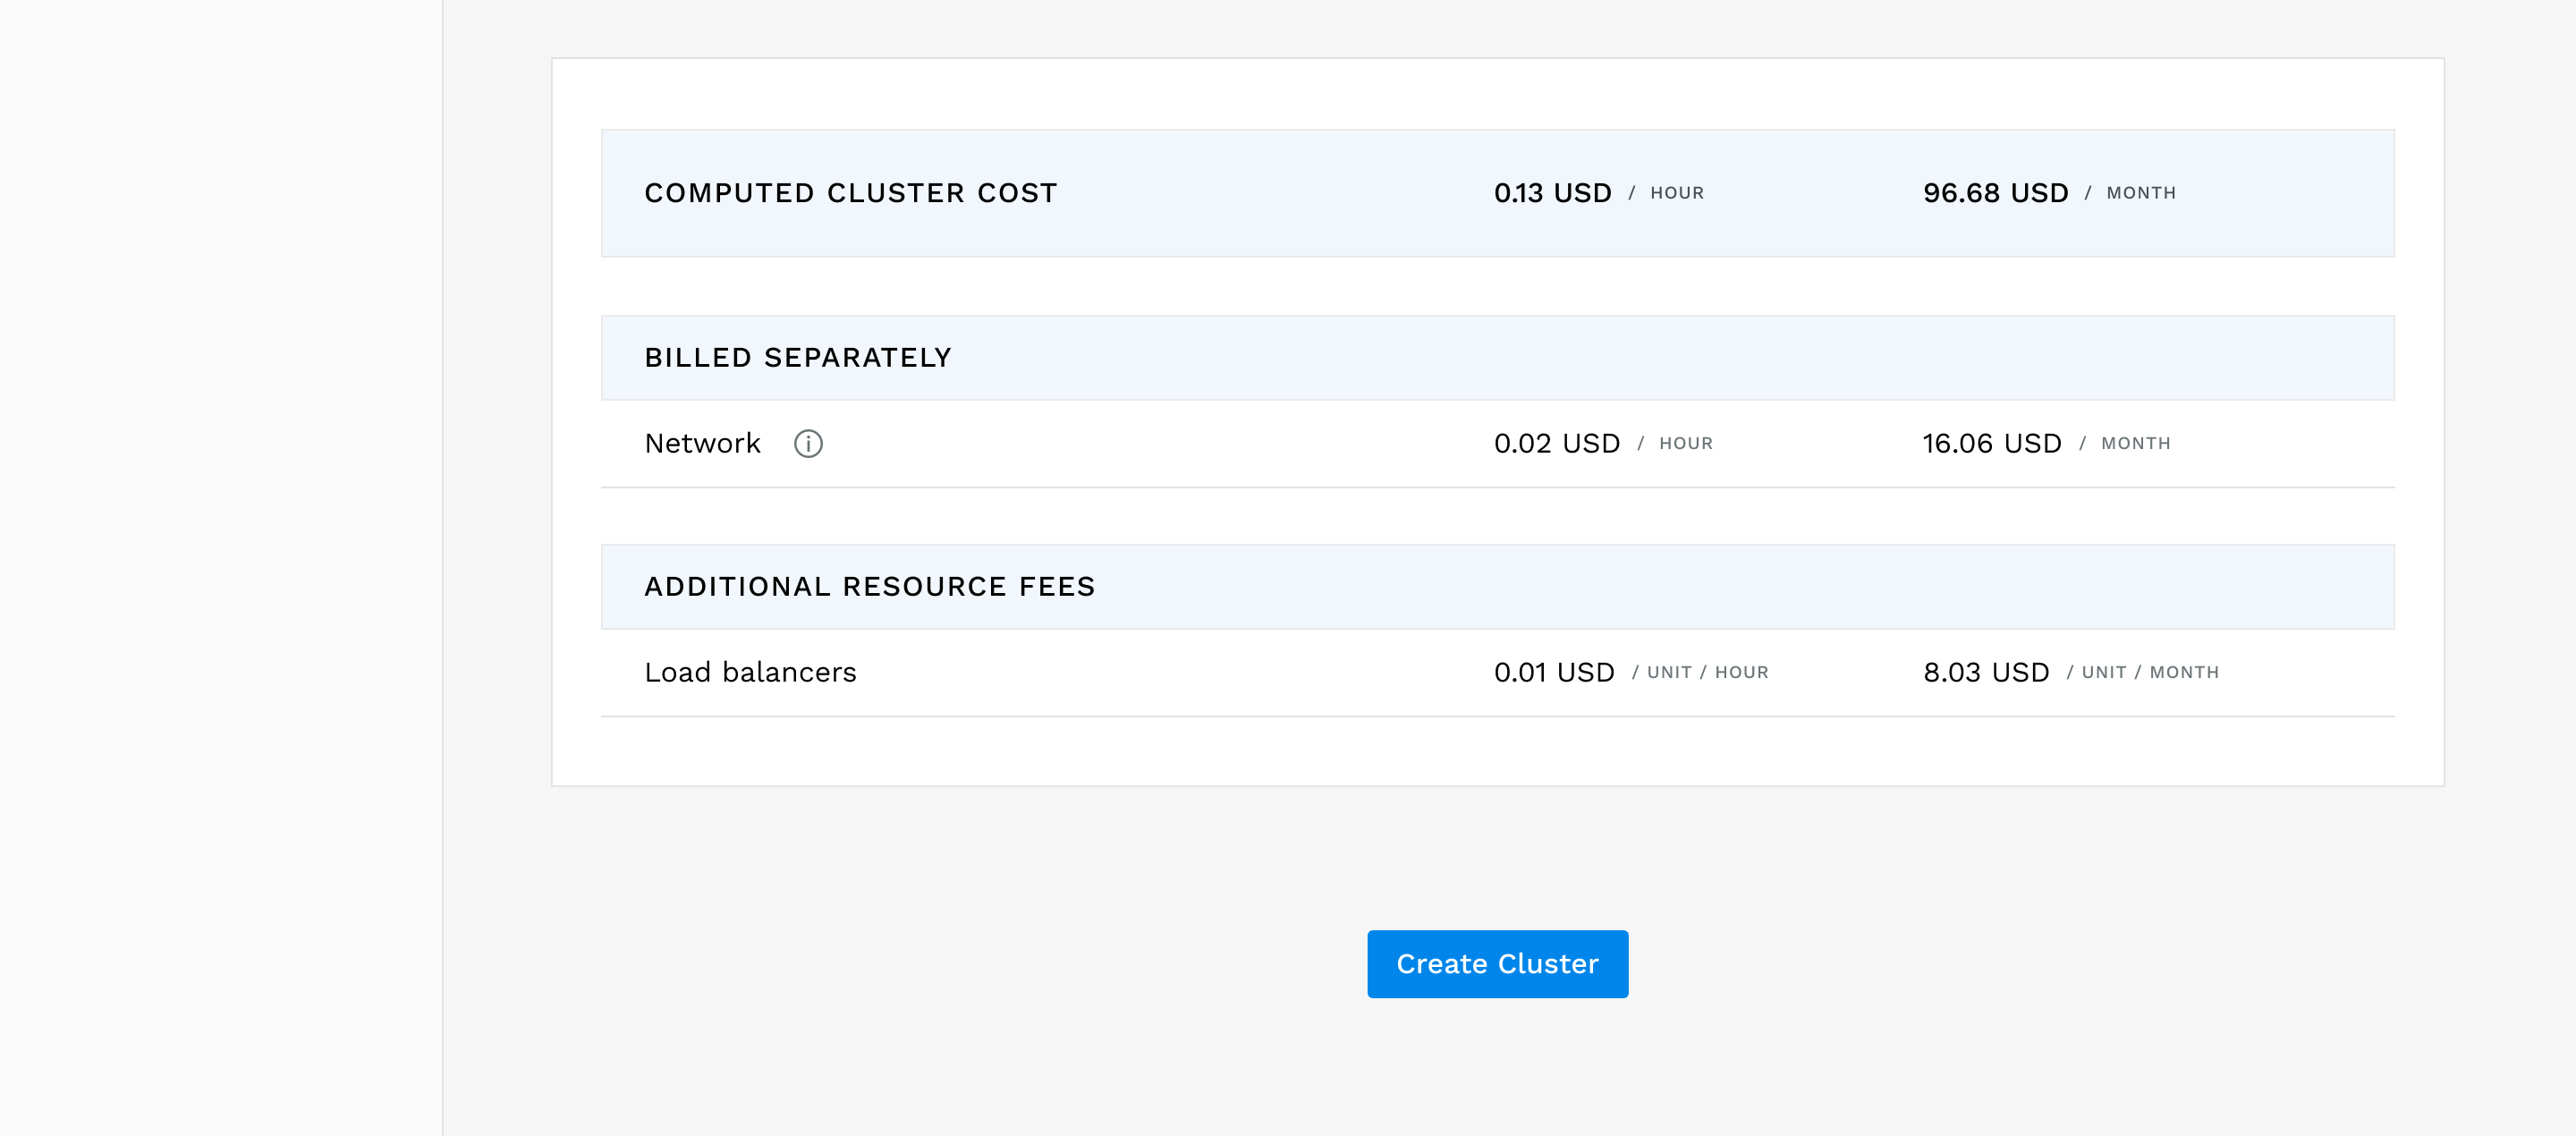 COMPUTED CLUSTER COST 0.13 USD / HOUR 96.68 USD / MONTH
BILLED SEPARATELY
Network 0.02 USD / HOUR 16.06 USD / MONTH
ADDITIONAL RESOURCE FEES
Load balancers 0.01 USD / UNIT / HOUR 8.03 USD / UNIT / MONTH
Create Cluster